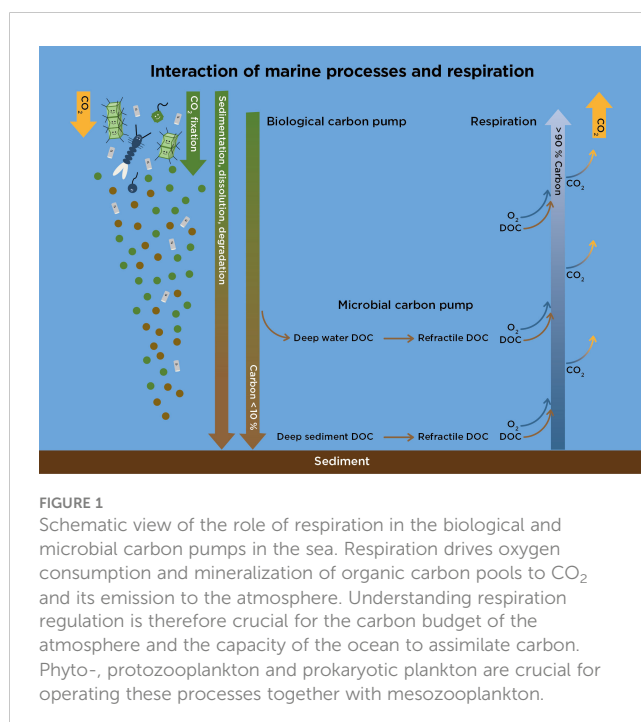 Interaction of marine processes and respiration
CO2
CO2 fixation
Sedimentation, dissolution, degradation
Biological carbon pump
Carbon <10 %
Respiration
>90 % Carbon
CO2
CO2
O2
DOC
CO2
Microbial carbon pump
Deep water DOC
Refractile DOC
O2
DOC
CO2
Deep sediment DOC
Refractile DOC
O2
DOC
Sediment
FIGURE 1
Schematic view of the role of respiration in the biological and
microbial carbon pumps in the sea. Respiration drives oxygen
consumption and mineralization of organic carbon pools to CO2
and its emission to the atmosphere. Understanding respiration
regulation is therefore crucial for the carbon budget of the
atmosphere and the capacity of the ocean to assimilate carbon.
Phyto-, protozooplankton and prokaryotic plankton are crucial for
operating these processes together with mesozooplankton.